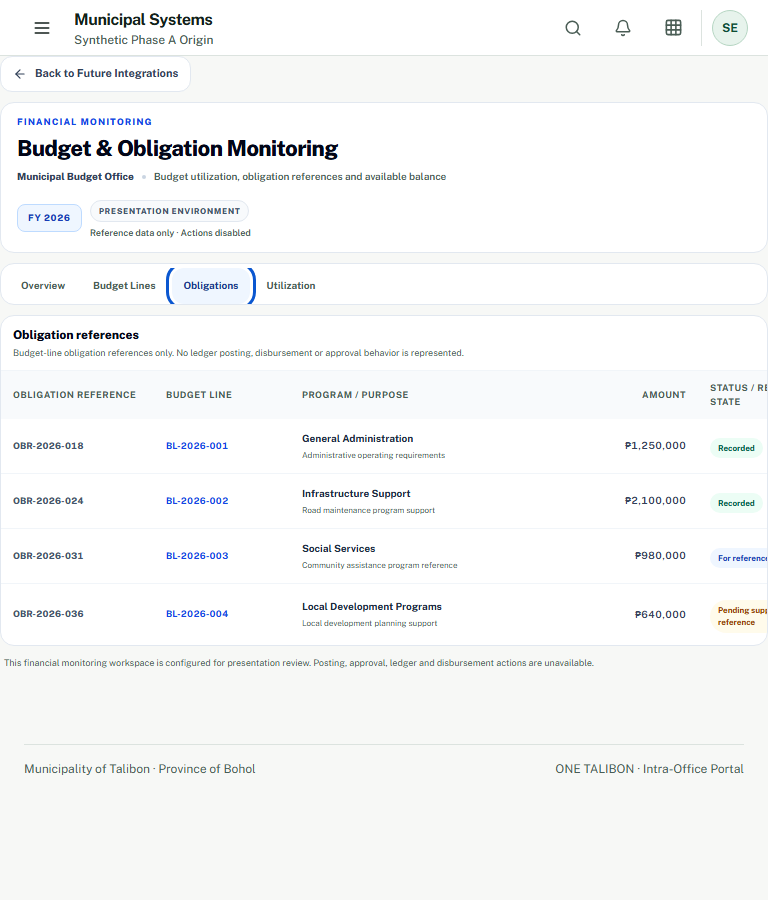 Municipal Systems
Synthetic Phase A Origin
SE
Back to Future Integrations
FINANCIAL MONITORING
Budget & Obligation Monitoring
Municipal Budget Office • Budget utilization, obligation references and available balance
FY 2026
PRESENTATION ENVIRONMENT
Reference data only · Actions disabled
Overview Budget Lines Obligations Utilization
Obligation references
Budget-line obligation references only. No ledger posting, disbursement or approval behavior is represented.
OBLIGATION REFERENCE BUDGET LINE PROGRAM / PURPOSE AMOUNT STATUS /
STATE
OBR-2026-018 BL-2026-001 General Administration ₱1,250,000 Recorded
Administrative operating requirements
OBR-2026-024 BL-2026-002 Infrastructure Support ₱2,100,000 Recorded
Road maintenance program support
OBR-2026-031 BL-2026-003 Social Services ₱980,000 For reference
Community assistance program reference
OBR-2026-036 BL-2026-004 Local Development Programs ₱640,000 Pending
reference
Local development planning support
This financial monitoring workspace is configured for presentation review. Posting, approval, ledger and disbursement actions are unavailable.
Municipality of Talibon · Province of Bohol
ONE TALIBON · Intra-Office Portal